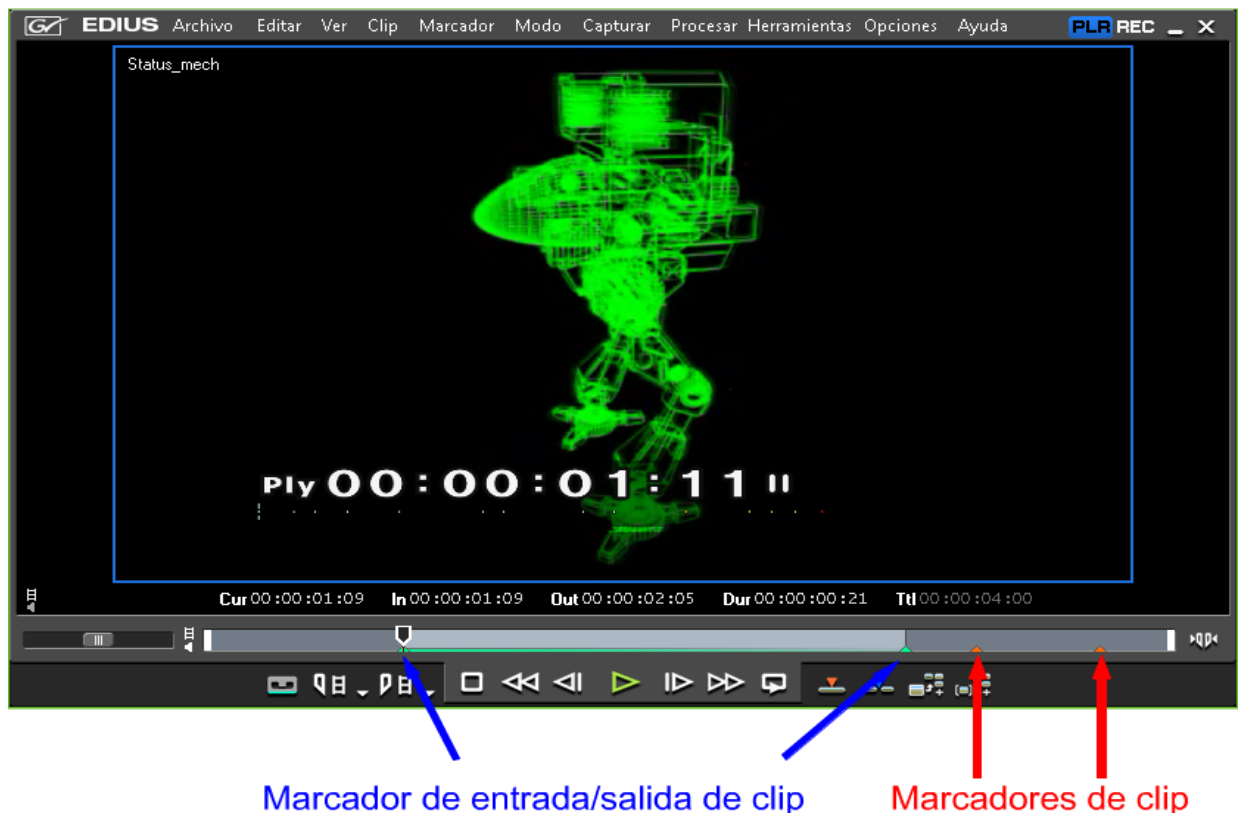 GV EDIUS Archivo Editar Ver Clip Marcador Modo Capturar Procesar Herramientas Opciones Ayuda PLR REC
Status_mech
Ply 00:00:01:11
Cur 00:00:01:09 In 00:00:01:09 Out 00:00:02:05 Dur 00:00:00:21 Ttl 00:00:04:00
Marcador de entrada/salida de clip Marcadores de clip